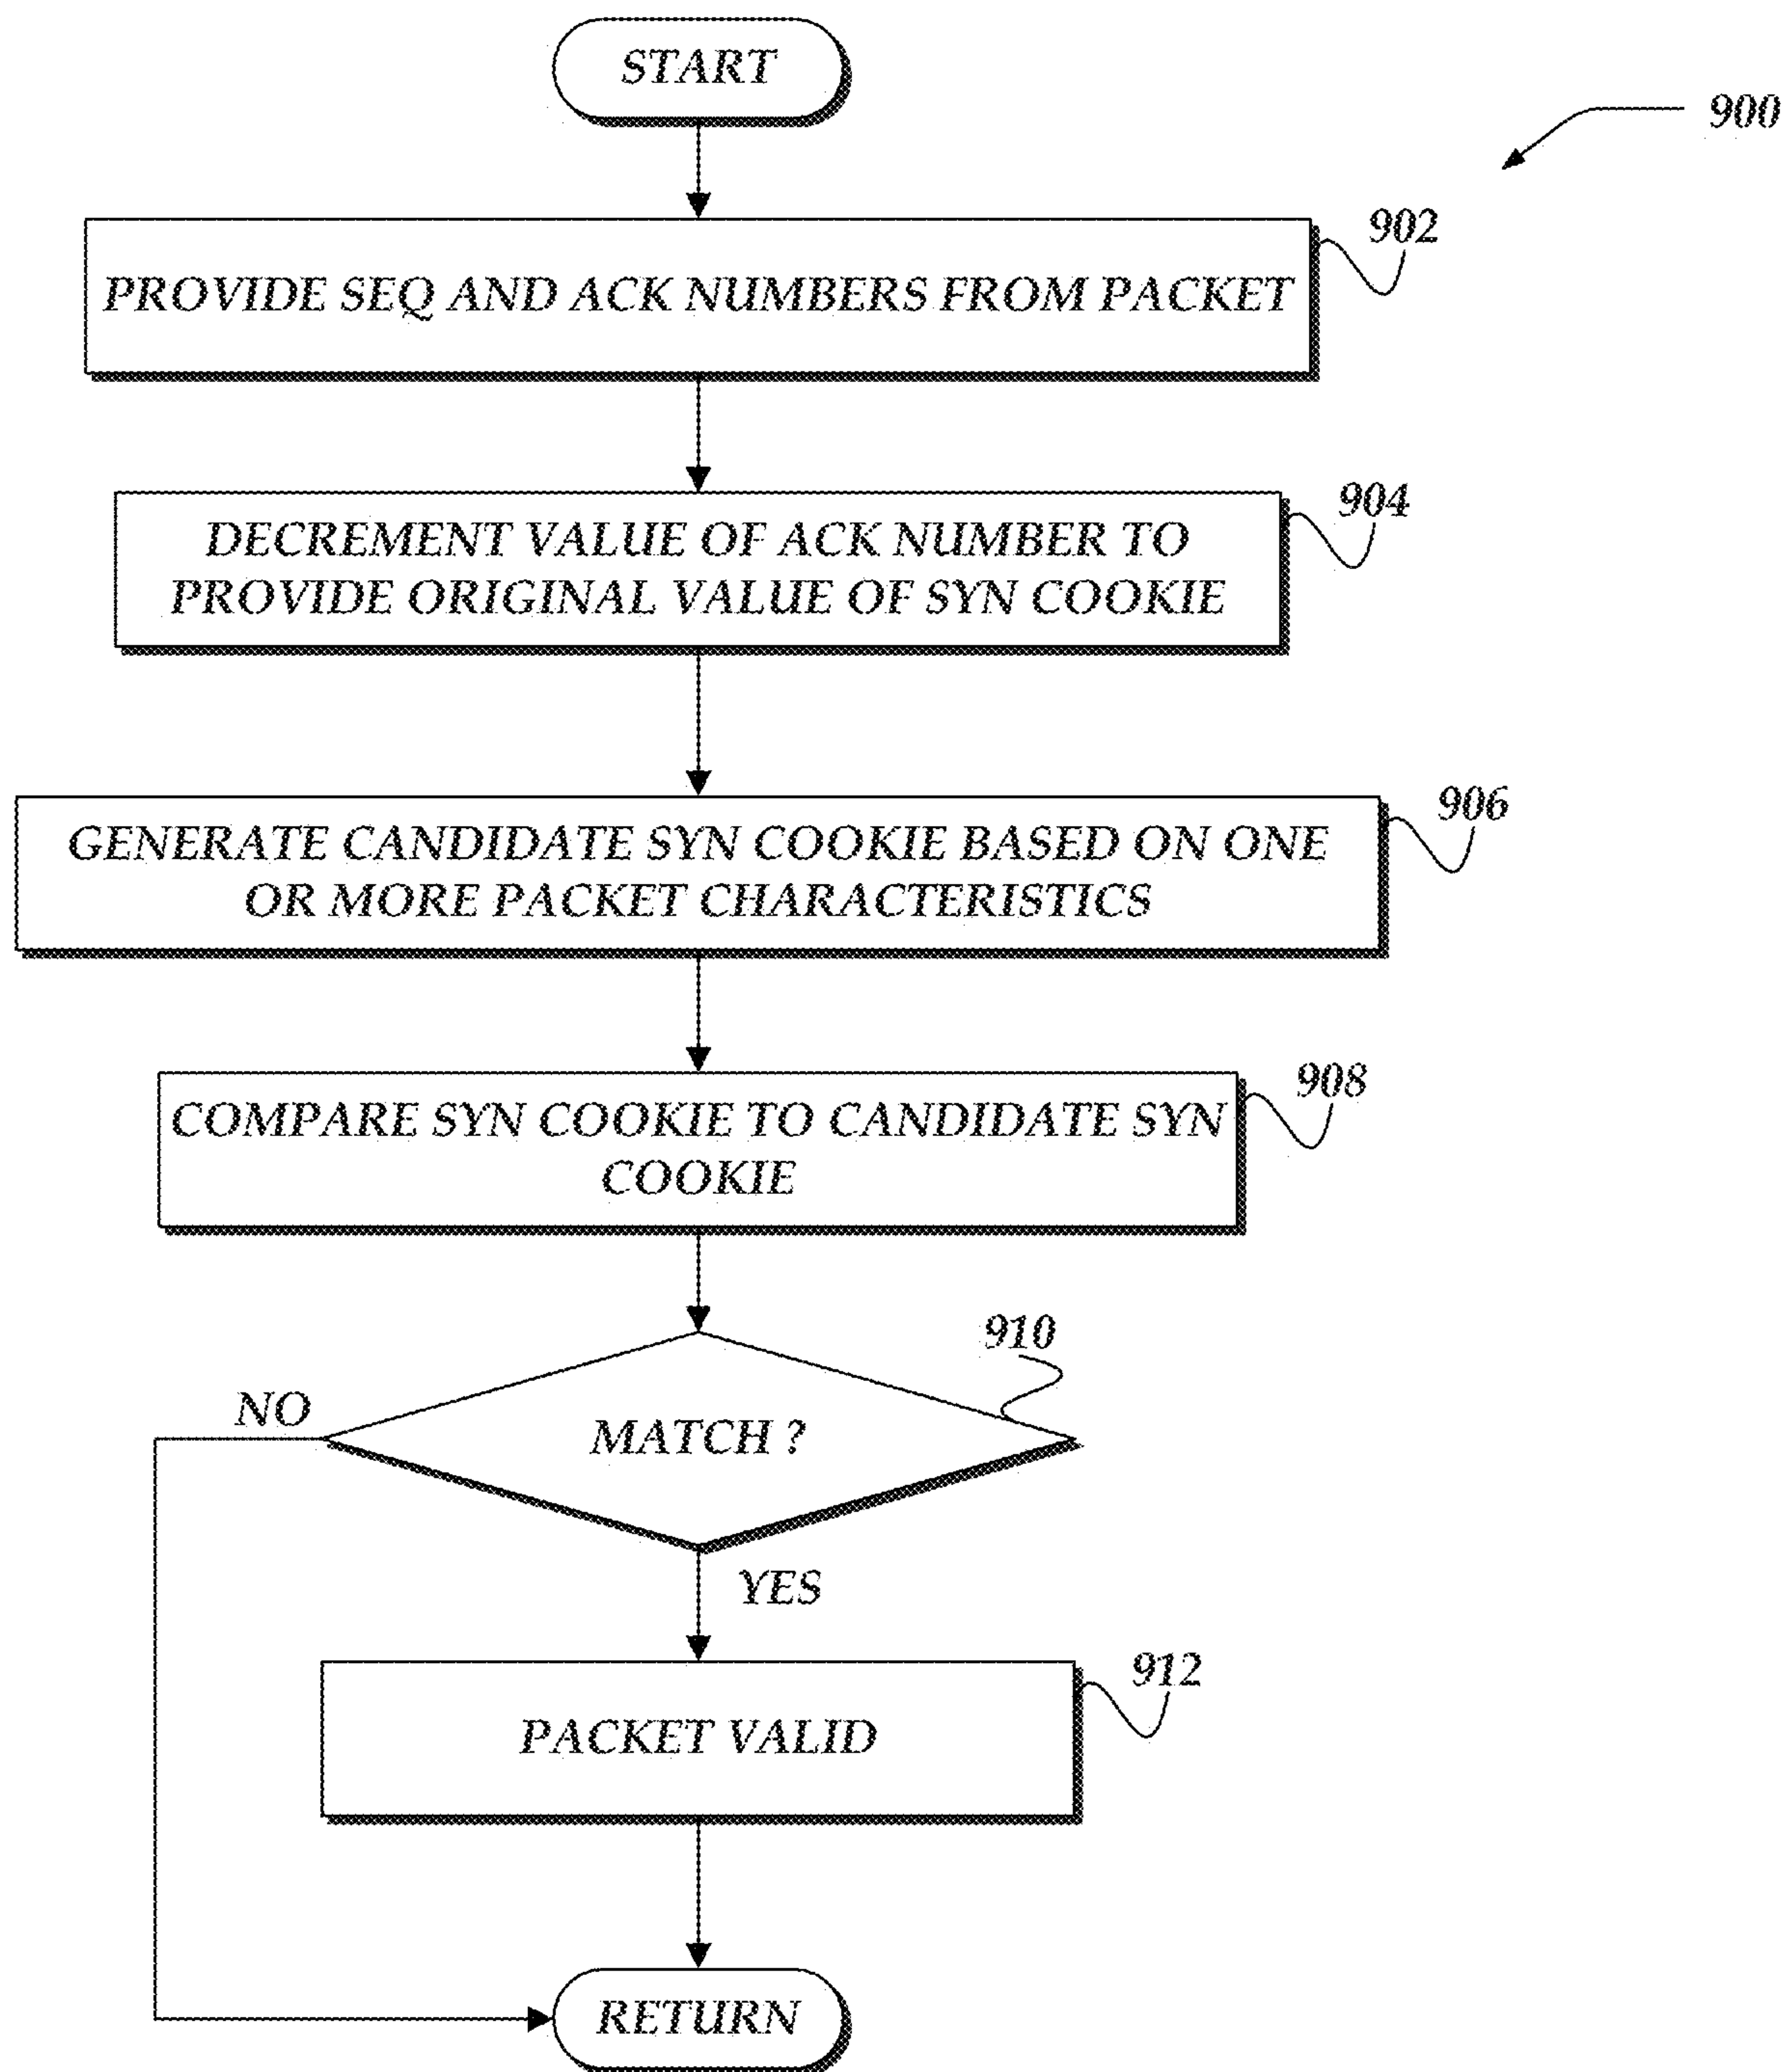 START
900
902
PROVIDE SEQ AND ACK NUMBERS FROM PACKET
904
DECREMENT VALUE OF ACK NUMBER TO
PROVIDE ORIGINAL VALUE OF SYN COOKIE
906
GENERATE CANDIDATE SYN COOKIE BASED ON ONE
OR MORE PACKET CHARACTERISTICS
908
COMPARE SYN COOKIE TO CANDIDATE SYN
COOKIE
910
NO
MATCH ?
YES
912
PACKET VALID
RETURN